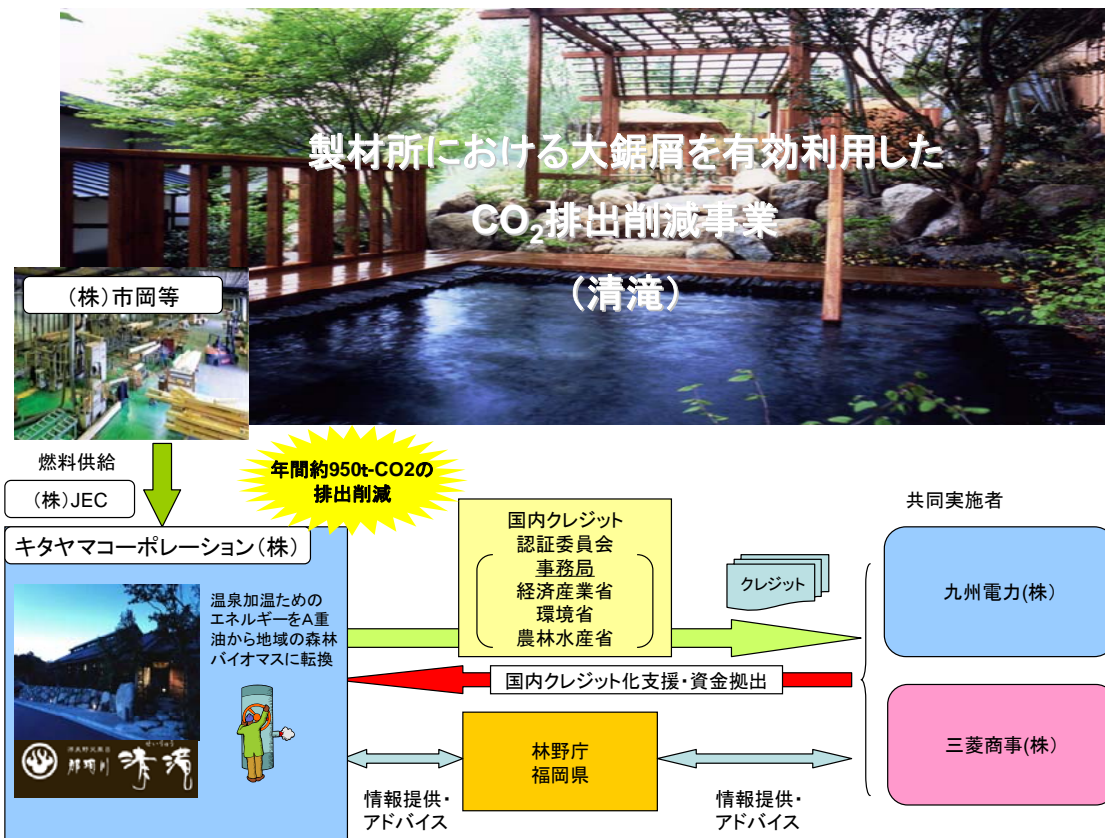 製材所における大鋸屑を有効利用した
CO₂排出削減事業
（清滝）
（株）市岡等
燃料供給
（株）JEC
年間約950t-CO2の
排出削減
キタヤマコーポレーション（株）
温泉加温ための
エネルギーをA重
油から地域の森林
バイオマスに転換
せいりゅう
那珂川 清滝
国内クレジット
認証委員会
事務局
経済産業省
環境省
農林水産省
クレジット
共同実施者
九州電力(株）
国内クレジット化支援・資金拠出
三菱商事(株）
林野庁
福岡県
情報提供・
アドバイス
情報提供・
アドバイス